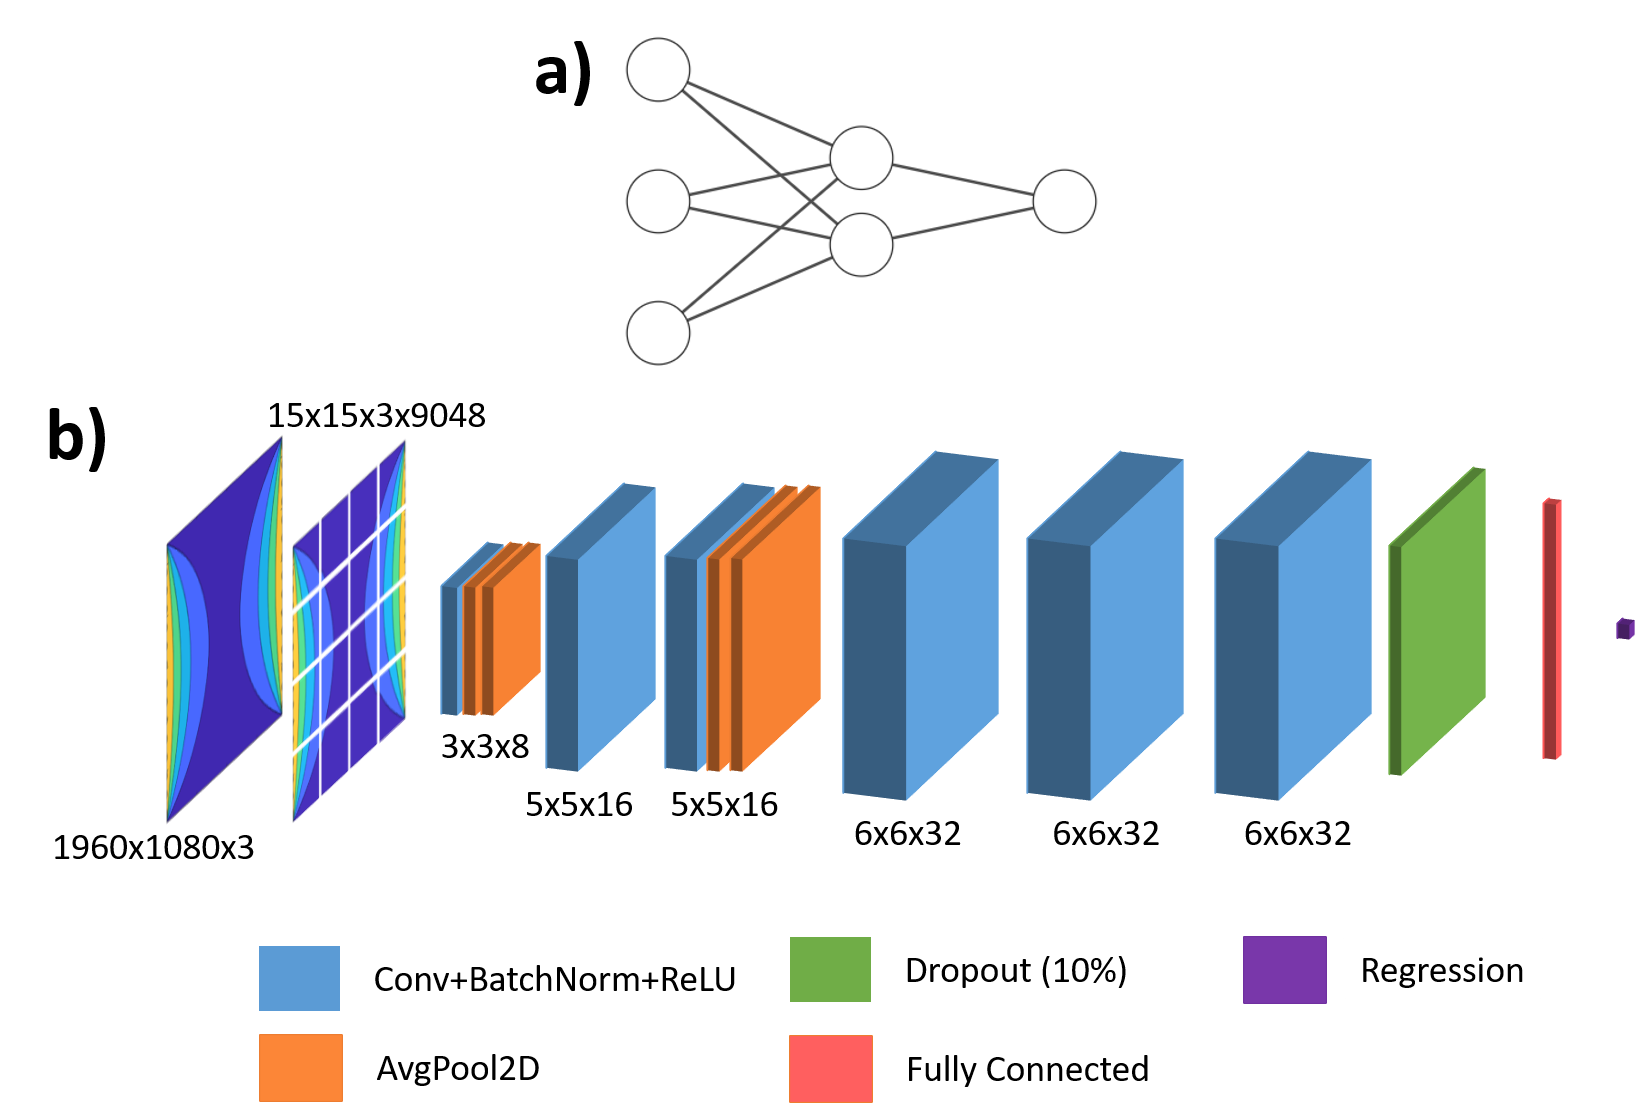 a)
b)
15x15x3x9048
1960x1080x3
3x3x8
5x5x16
5x5x16
6x6x32
6x6x32
6x6x32
Conv+BatchNorm+ReLU
Dropout (10%)
Regression
AvgPool2D
Fully Connected